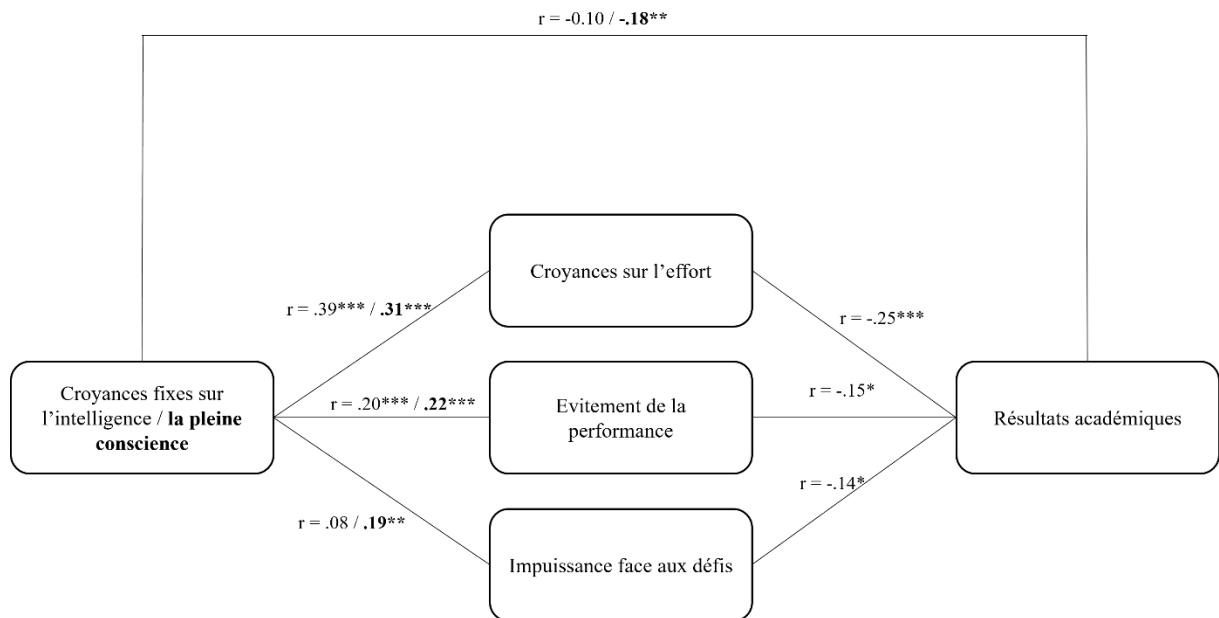 r = -0.10 / -.18**
Croyances sur l’effort
r = .39*** / .31***
r = -.25***
Croyances fixes sur
l’intelligence / la pleine
conscience
r = .20*** / .22***
Evitement de la
performance
r = -.15*
Résultats académiques
r = -.14*
r = .08 / .19**
Impuissance face aux défis